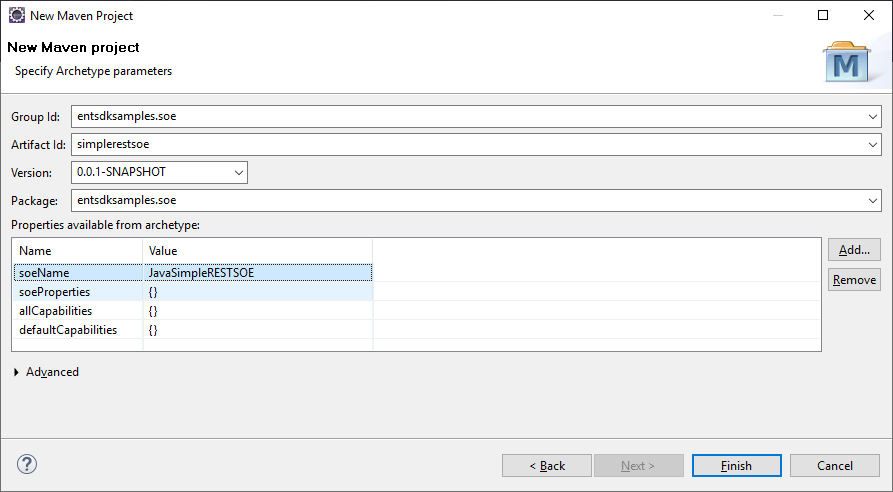 New Maven Project
New Maven project
Specify Archetype parameters
M
Group Id: entsdksamples.soe
Artifact Id: simplerestsoe
Version: 0.0.1-SNAPSHOT
Package: entsdksamples.soe
Properties available from archetype:
Name Value Add...
soeName JavaSimpleRESTSOE
soeProperties {} Remove
allCapabilities {}
defaultCapabilities {}
Advanced
? < Back Next > Finish Cancel